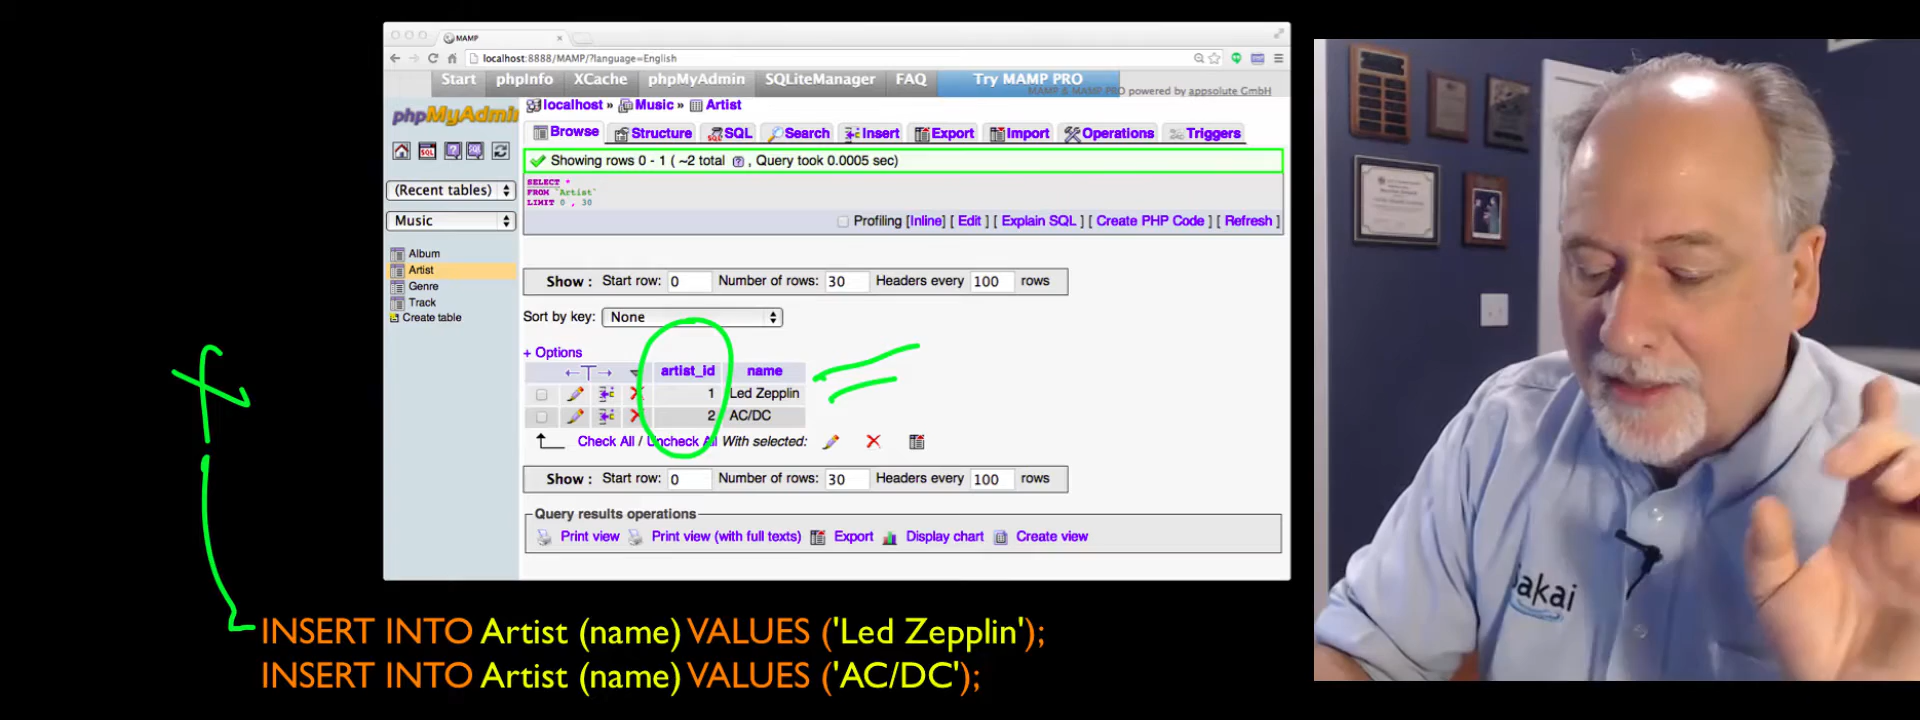 MAMP
localhost:8888/MAMP/?language=English
Start phpInfo XCache phpMyAdmin SQLiteManager FAQ Try MAMP PRO
MAMP & MAMP PRO powered by appsolute GmbH
phpMyAdmin
localhost » Music » Artist
Browse Structure SQL Search Insert Export Import Operations Triggers
Showing rows 0 - 1 ( ~2 total , Query took 0.0005 sec)
SELECT *
FROM `Artist`
LIMIT 0 , 30
Profiling [Inline] [ Edit ] [ Explain SQL ] [ Create PHP Code ] [ Refresh ]
(Recent tables)
Music
Album
Artist
Genre
Track
Create table
Show : Start row: 0 Number of rows: 30 Headers every 100 rows
Sort by key: None
+ Options
←T→ artist_id name
1 Led Zepplin
2 AC/DC
Check All / Uncheck All With selected:
Show : Start row: 0 Number of rows: 30 Headers every 100 rows
Query results operations
Print view Print view (with full texts) Export Display chart Create view
INSERT INTO Artist (name) VALUES ('Led Zepplin');
INSERT INTO Artist (name) VALUES ('AC/DC');
sakai